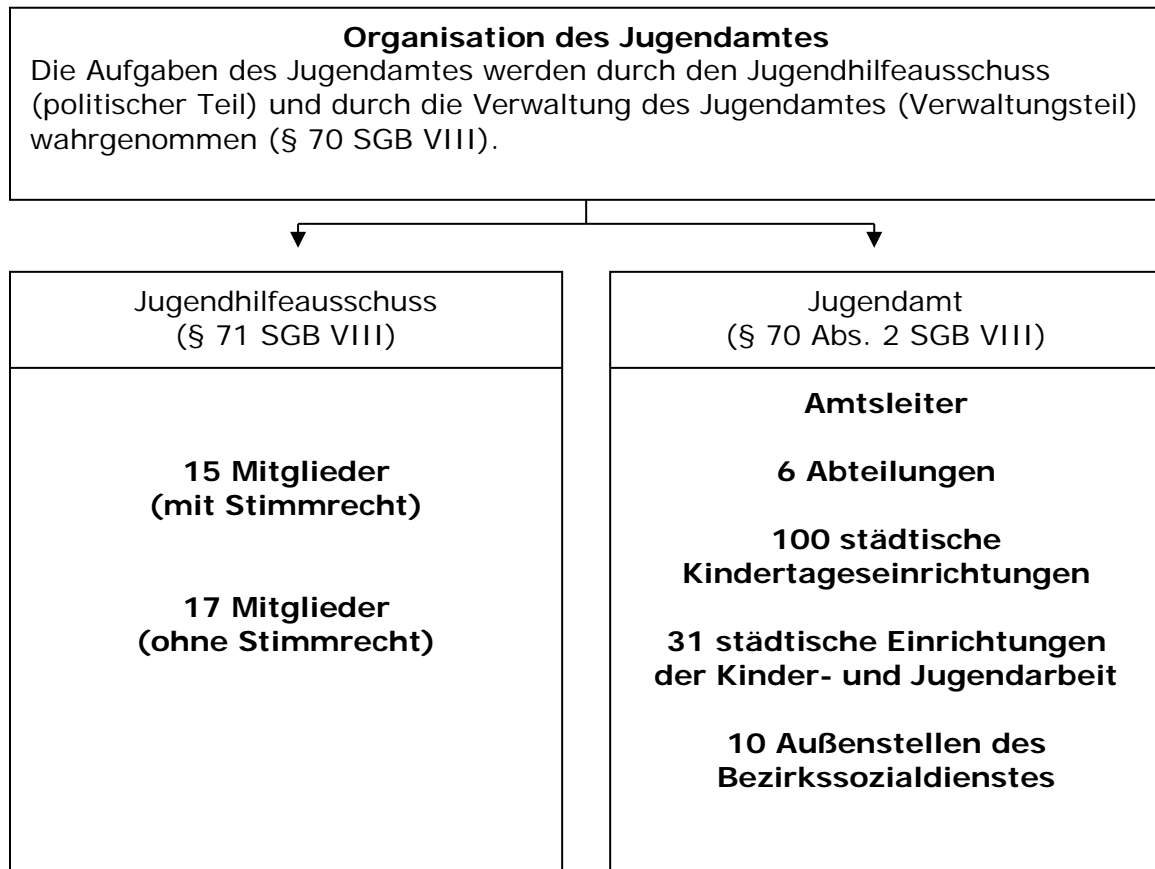 Organisation des Jugendamtes
Die Aufgaben des Jugendamtes werden durch den Jugendhilfeausschuss
(politischer Teil) und durch die Verwaltung des Jugendamtes (Verwaltungsteil)
wahrgenommen (§ 70 SGB VIII).
Jugendhilfeausschuss
(§ 71 SGB VIII)
15 Mitglieder
(mit Stimmrecht)
17 Mitglieder
(ohne Stimmrecht)
Jugendamt
(§ 70 Abs. 2 SGB VIII)
Amtsleiter
6 Abteilungen
100 städtische
Kindertageseinrichtungen
31 städtische Einrichtungen
der Kinder- und Jugendarbeit
10 Außenstellen des
Bezirkssozialdienstes